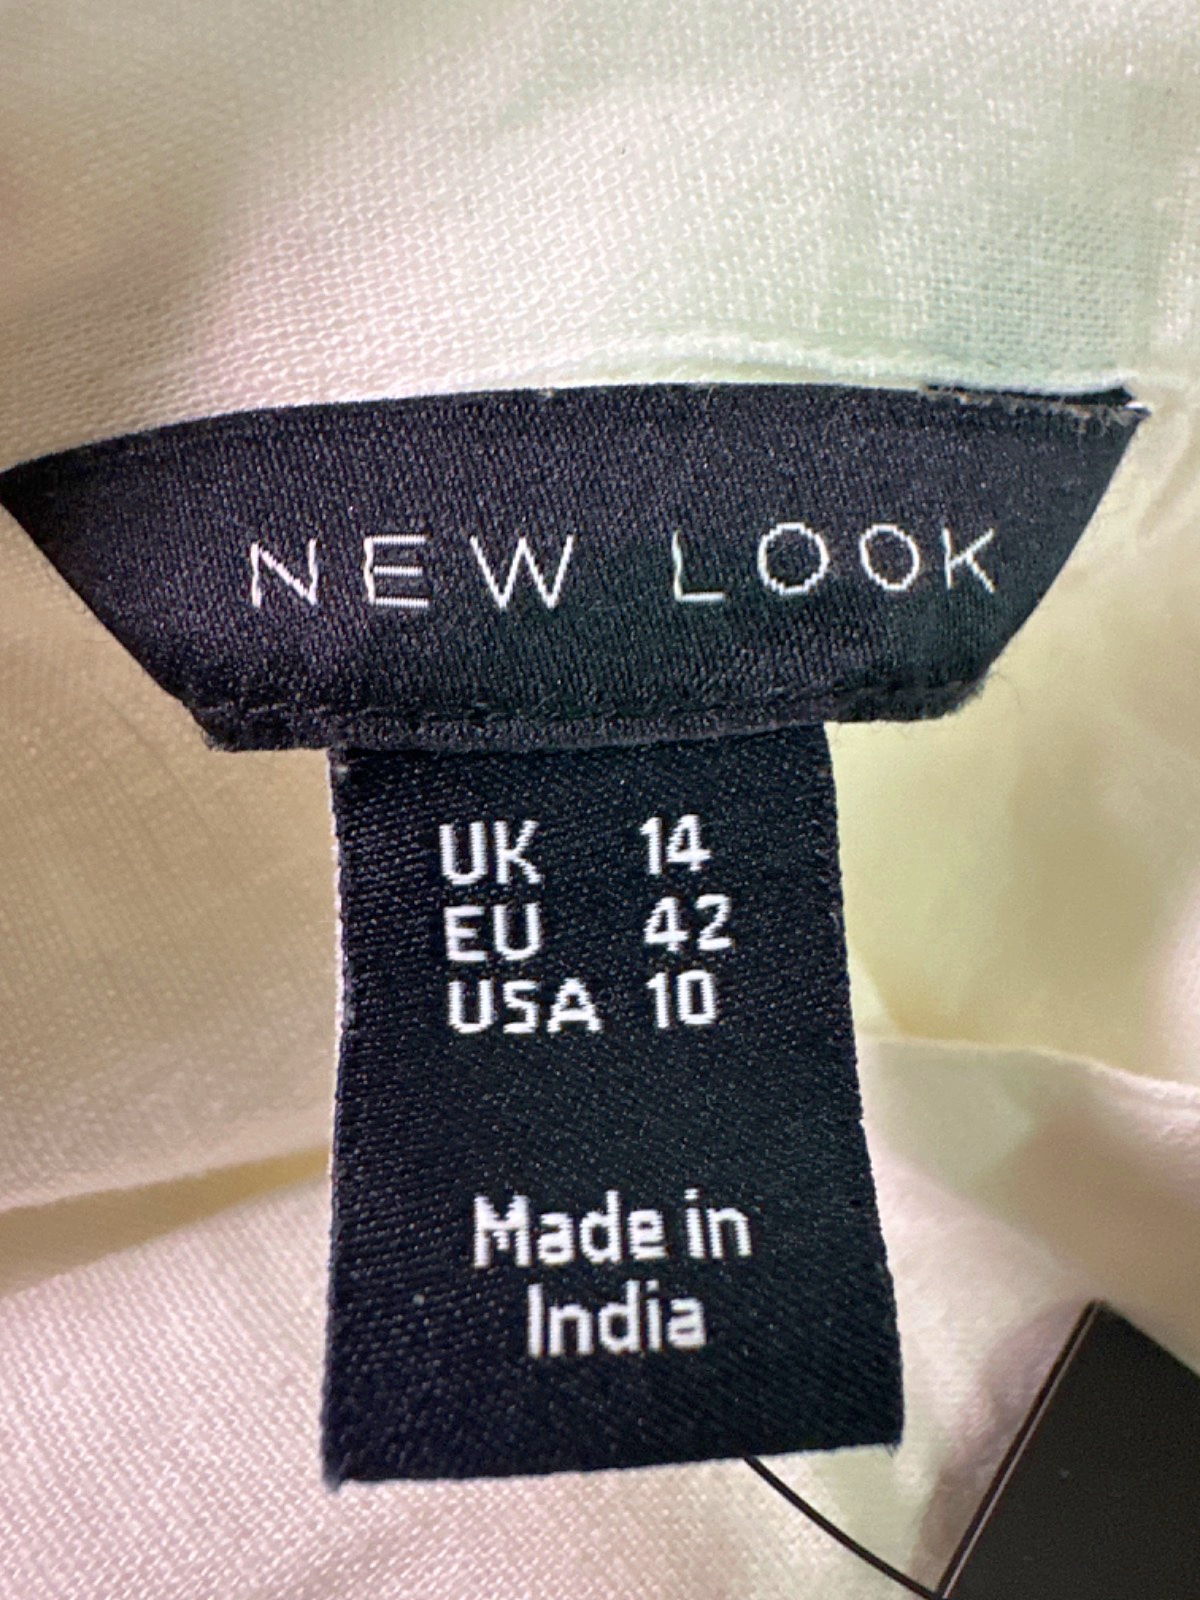 NEW LOOK
UK 14
EU 42
USA 10
Made in
India